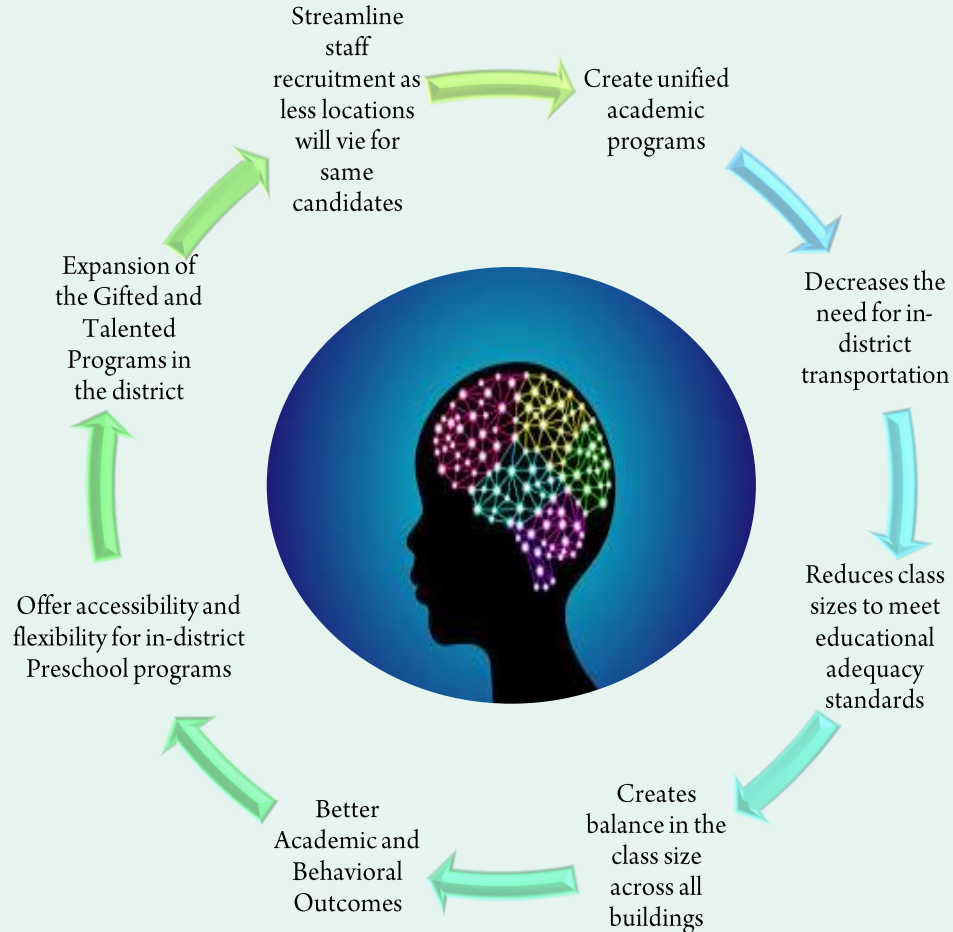 Streamline
staff
recruitment as
less locations
will vie for
same
candidates
Create unified
academic
programs
Decreases the
need for in-
district
transportation
Reduces class
sizes to meet
educational
adequacy
standards
Creates
balance in the
class size
across all
buildings
Better
Academic and
Behavioral
Outcomes
Offer accessibility and
flexibility for in-district
Preschool programs
Expansion of
the Gifted and
Talented
Programs in
the district